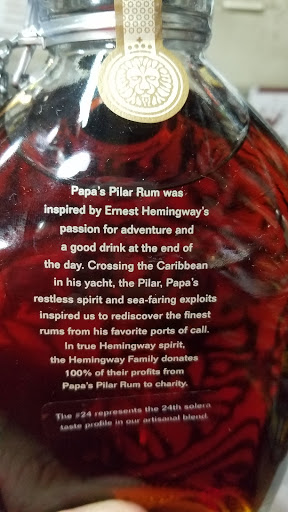 Papa's Pilar Rum was
inspired by Ernest Hemingway's
passion for adventure and
a good drink at the end of
the day. Crossing the Caribbean
in his yacht, the Pilar, Papa's
restless spirit and sea-faring exploits
inspired us to rediscover the finest
rums from his favorite ports of call.
In true Hemingway spirit,
the Hemingway Family donates
100% of their profits from
Papa's Pilar Rum to charity.
The #24 represents the 24th solera
taste profile in our artisanal blend.